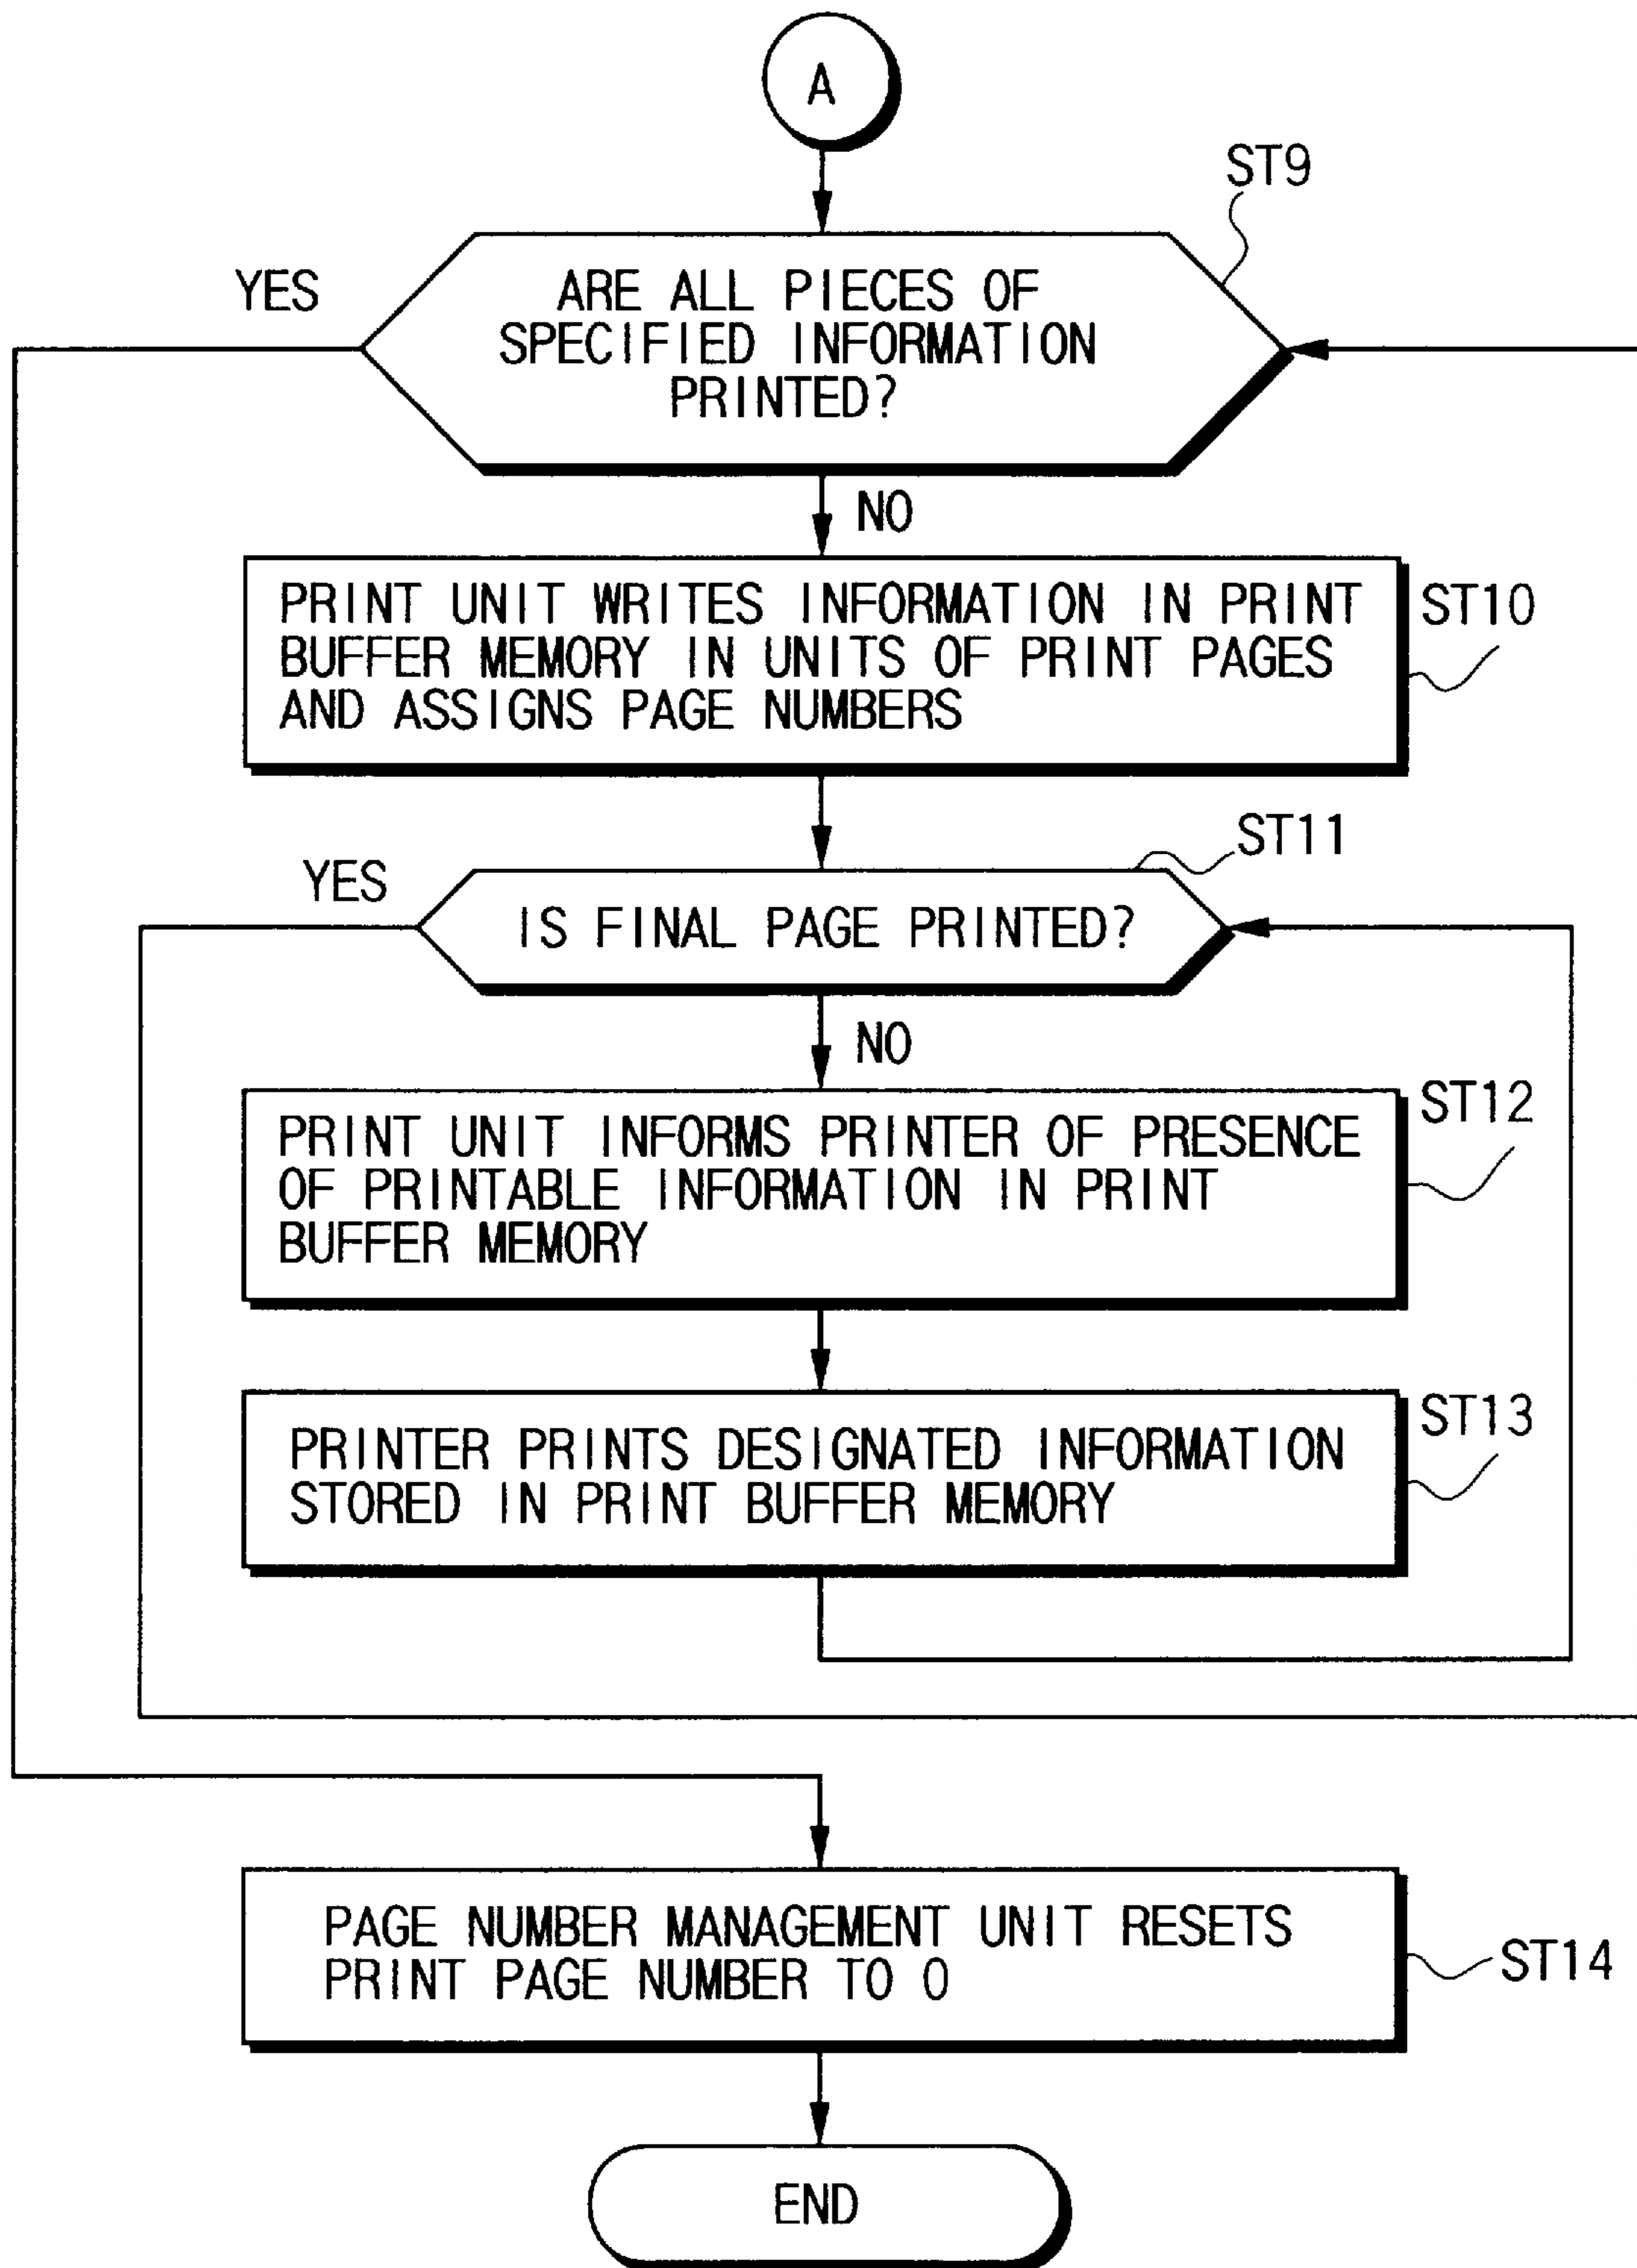 A
ST9
YES
ARE ALL PIECES OF
SPECIFIED INFORMATION
PRINTED?
NO
PRINT UNIT WRITES INFORMATION IN PRINT
BUFFER MEMORY IN UNITS OF PRINT PAGES
AND ASSIGNS PAGE NUMBERS
ST10
ST11
YES
IS FINAL PAGE PRINTED?
NO
PRINT UNIT INFORMS PRINTER OF PRESENCE
OF PRINTABLE INFORMATION IN PRINT
BUFFER MEMORY
ST12
PRINTER PRINTS DESIGNATED INFORMATION
STORED IN PRINT BUFFER MEMORY
ST13
PAGE NUMBER MANAGEMENT UNIT RESETS
PRINT PAGE NUMBER TO 0
ST14
END